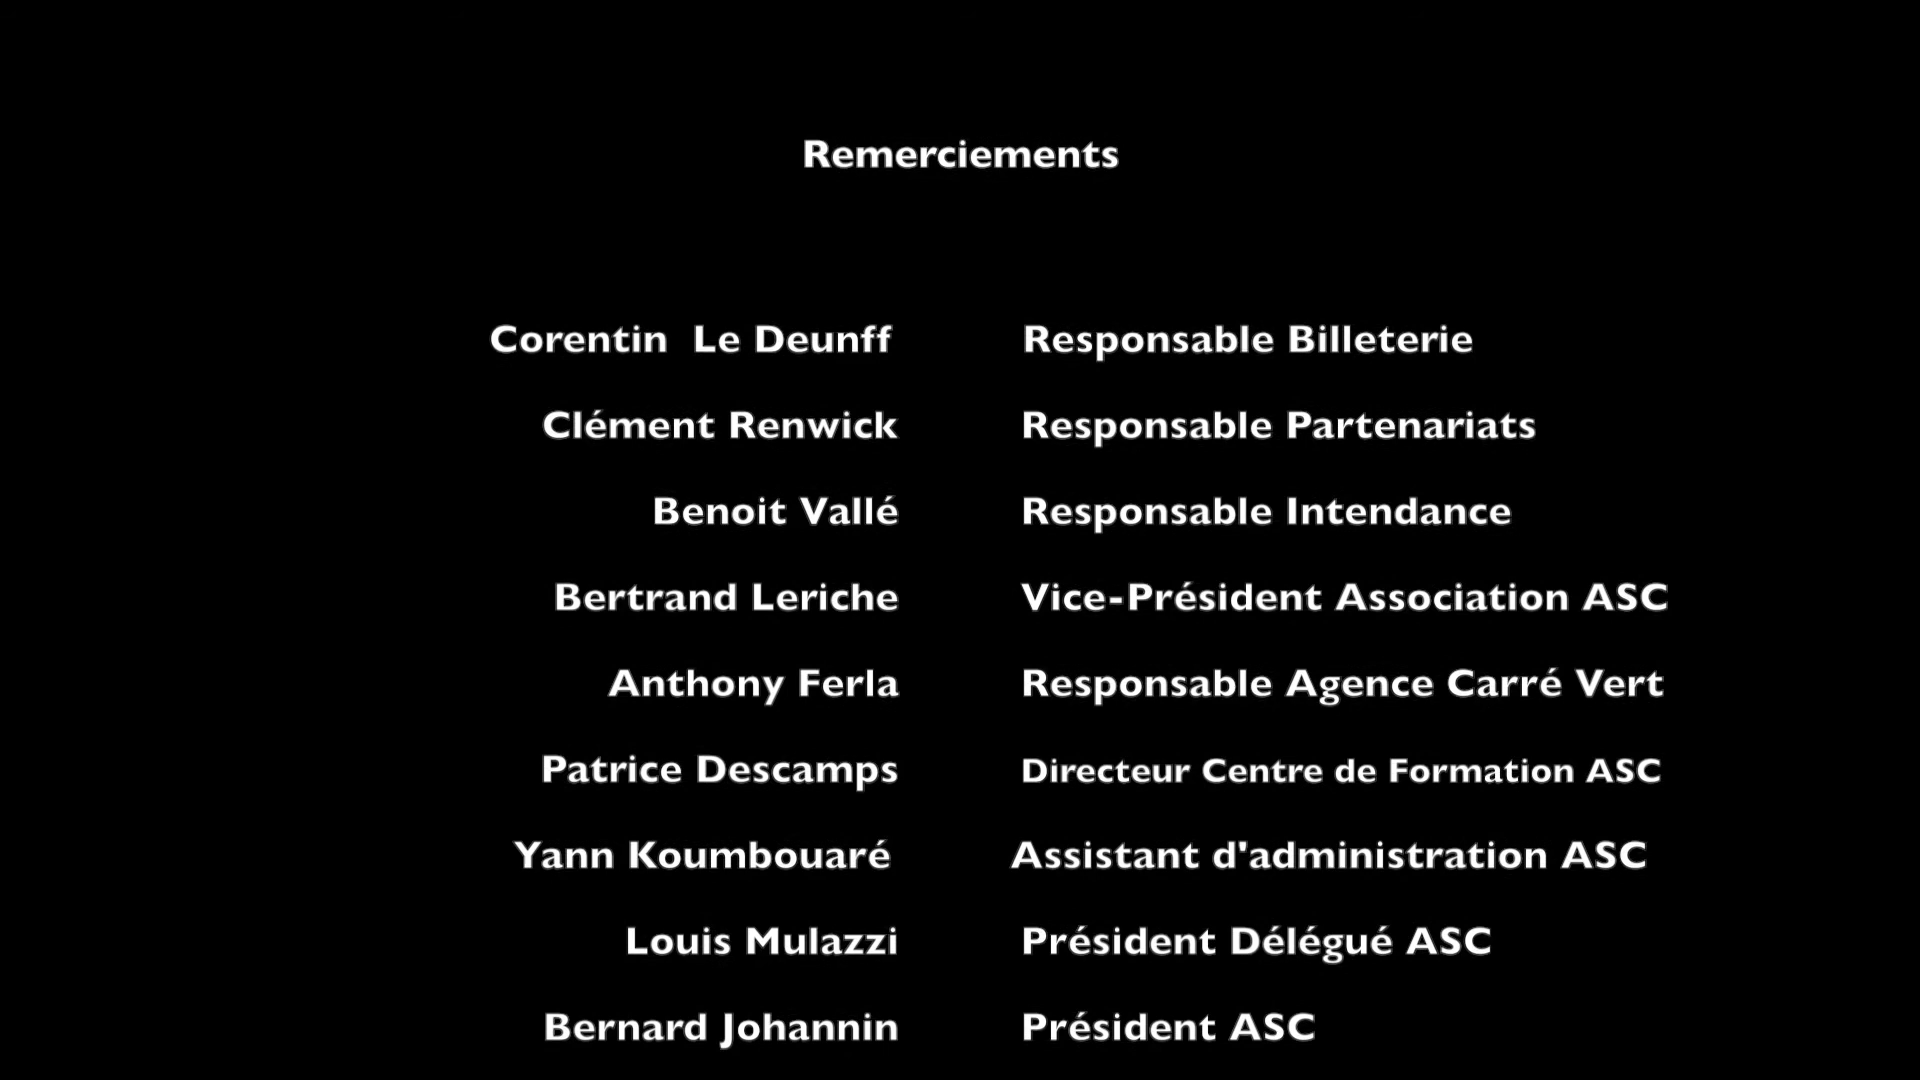 Remerciements
Corentin  Le Deunff Responsable Billeterie
Clément Renwick Responsable Partenariats
Benoit Vallé Responsable Intendance
Bertrand Leriche Vice-Président Association ASC
Anthony Ferla Responsable Agence Carré Vert
Patrice Descamps Directeur Centre de Formation ASC
Yann Koumbouaré Assistant d'administration ASC
Louis Mulazzi Président Délégué ASC
Bernard Johannin Président ASC